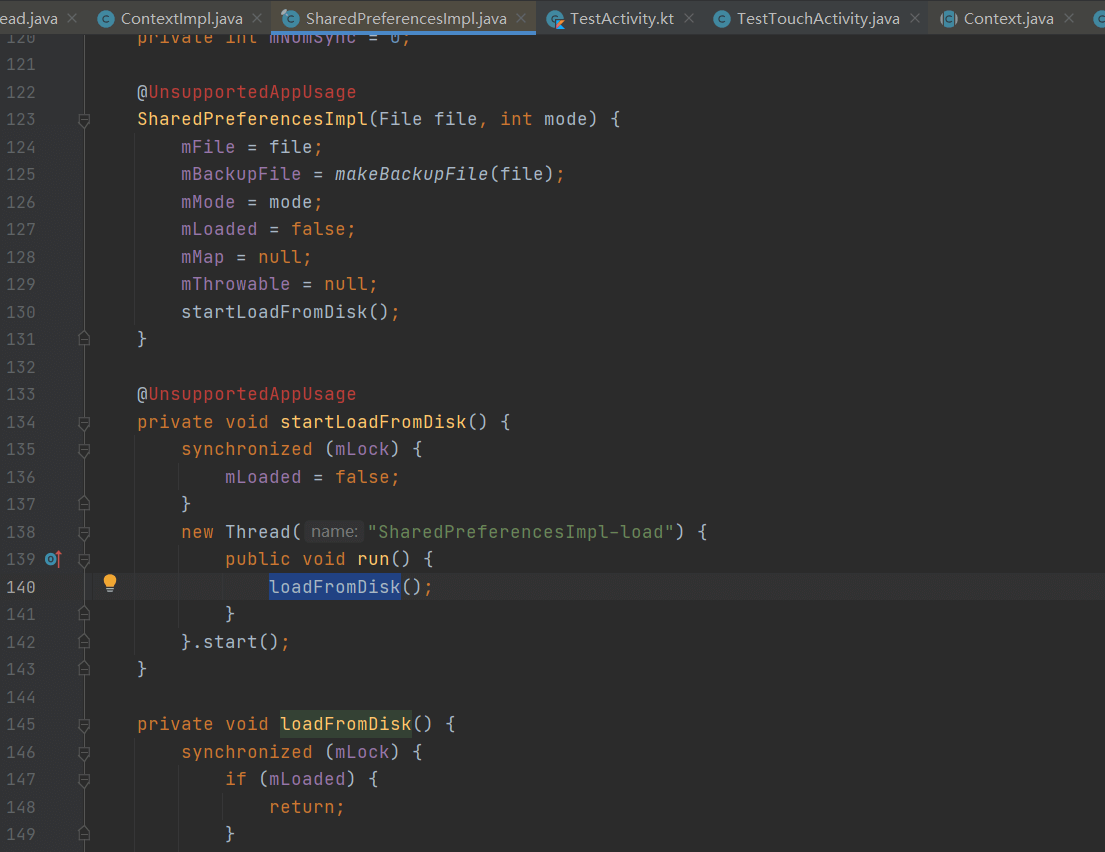 ead.java ContextImpl.java SharedPreferencesImpl.java TestActivity.kt TestTouchActivity.java Context.java
120 private int mNumSync = 0;
121
122 @UnsupportedAppUsage
123 SharedPreferencesImpl(File file, int mode) {
124 mFile = file;
125 mBackupFile = makeBackupFile(file);
126 mMode = mode;
127 mLoaded = false;
128 mMap = null;
129 mThrowable = null;
130 startLoadFromDisk();
131 }
132
133 @UnsupportedAppUsage
134 private void startLoadFromDisk() {
135 synchronized (mLock) {
136 mLoaded = false;
137 }
138 new Thread( name: "SharedPreferencesImpl-load") {
139 public void run() {
140 loadFromDisk();
141 }
142 }.start();
143 }
144
145 private void loadFromDisk() {
146 synchronized (mLock) {
147 if (mLoaded) {
148 return;
149 }